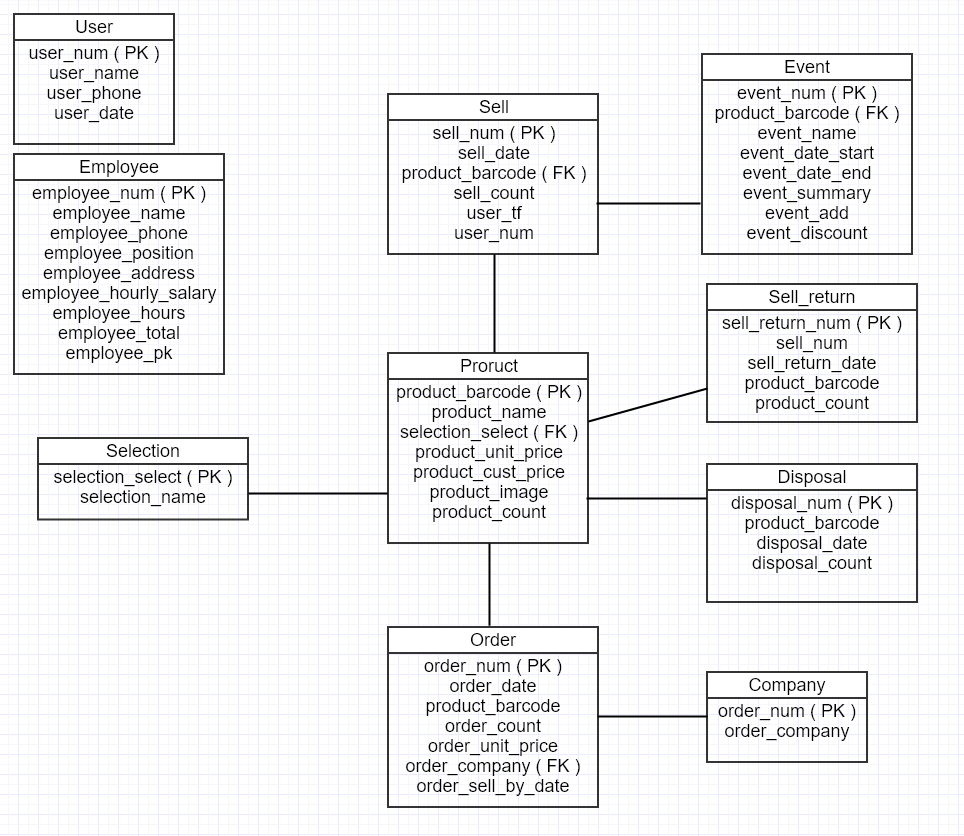 User
user_num ( PK )
user_name
user_phone
user_date
Employee
employee_num ( PK )
employee_name
employee_phone
employee_position
employee_address
employee_hourly_salary
employee_hours
employee_total
employee_pk
Selection
selection_select ( PK )
selection_name
Sell
sell_num ( PK )
sell_date
product_barcode ( FK )
sell_count
user_tf
user_num
Proruct
product_barcode ( PK )
product_name
selection_select ( FK )
product_unit_price
product_cust_price
product_image
product_count
Order
order_num ( PK )
order_date
product_barcode
order_count
order_unit_price
order_company ( FK )
order_sell_by_date
Event
event_num ( PK )
product_barcode ( FK )
event_name
event_date_start
event_date_end
event_summary
event_add
event_discount
Sell_return
sell_return_num ( PK )
sell_num
sell_return_date
product_barcode
product_count
Disposal
disposal_num ( PK )
product_barcode
disposal_date
disposal_count
Company
order_num ( PK )
order_company